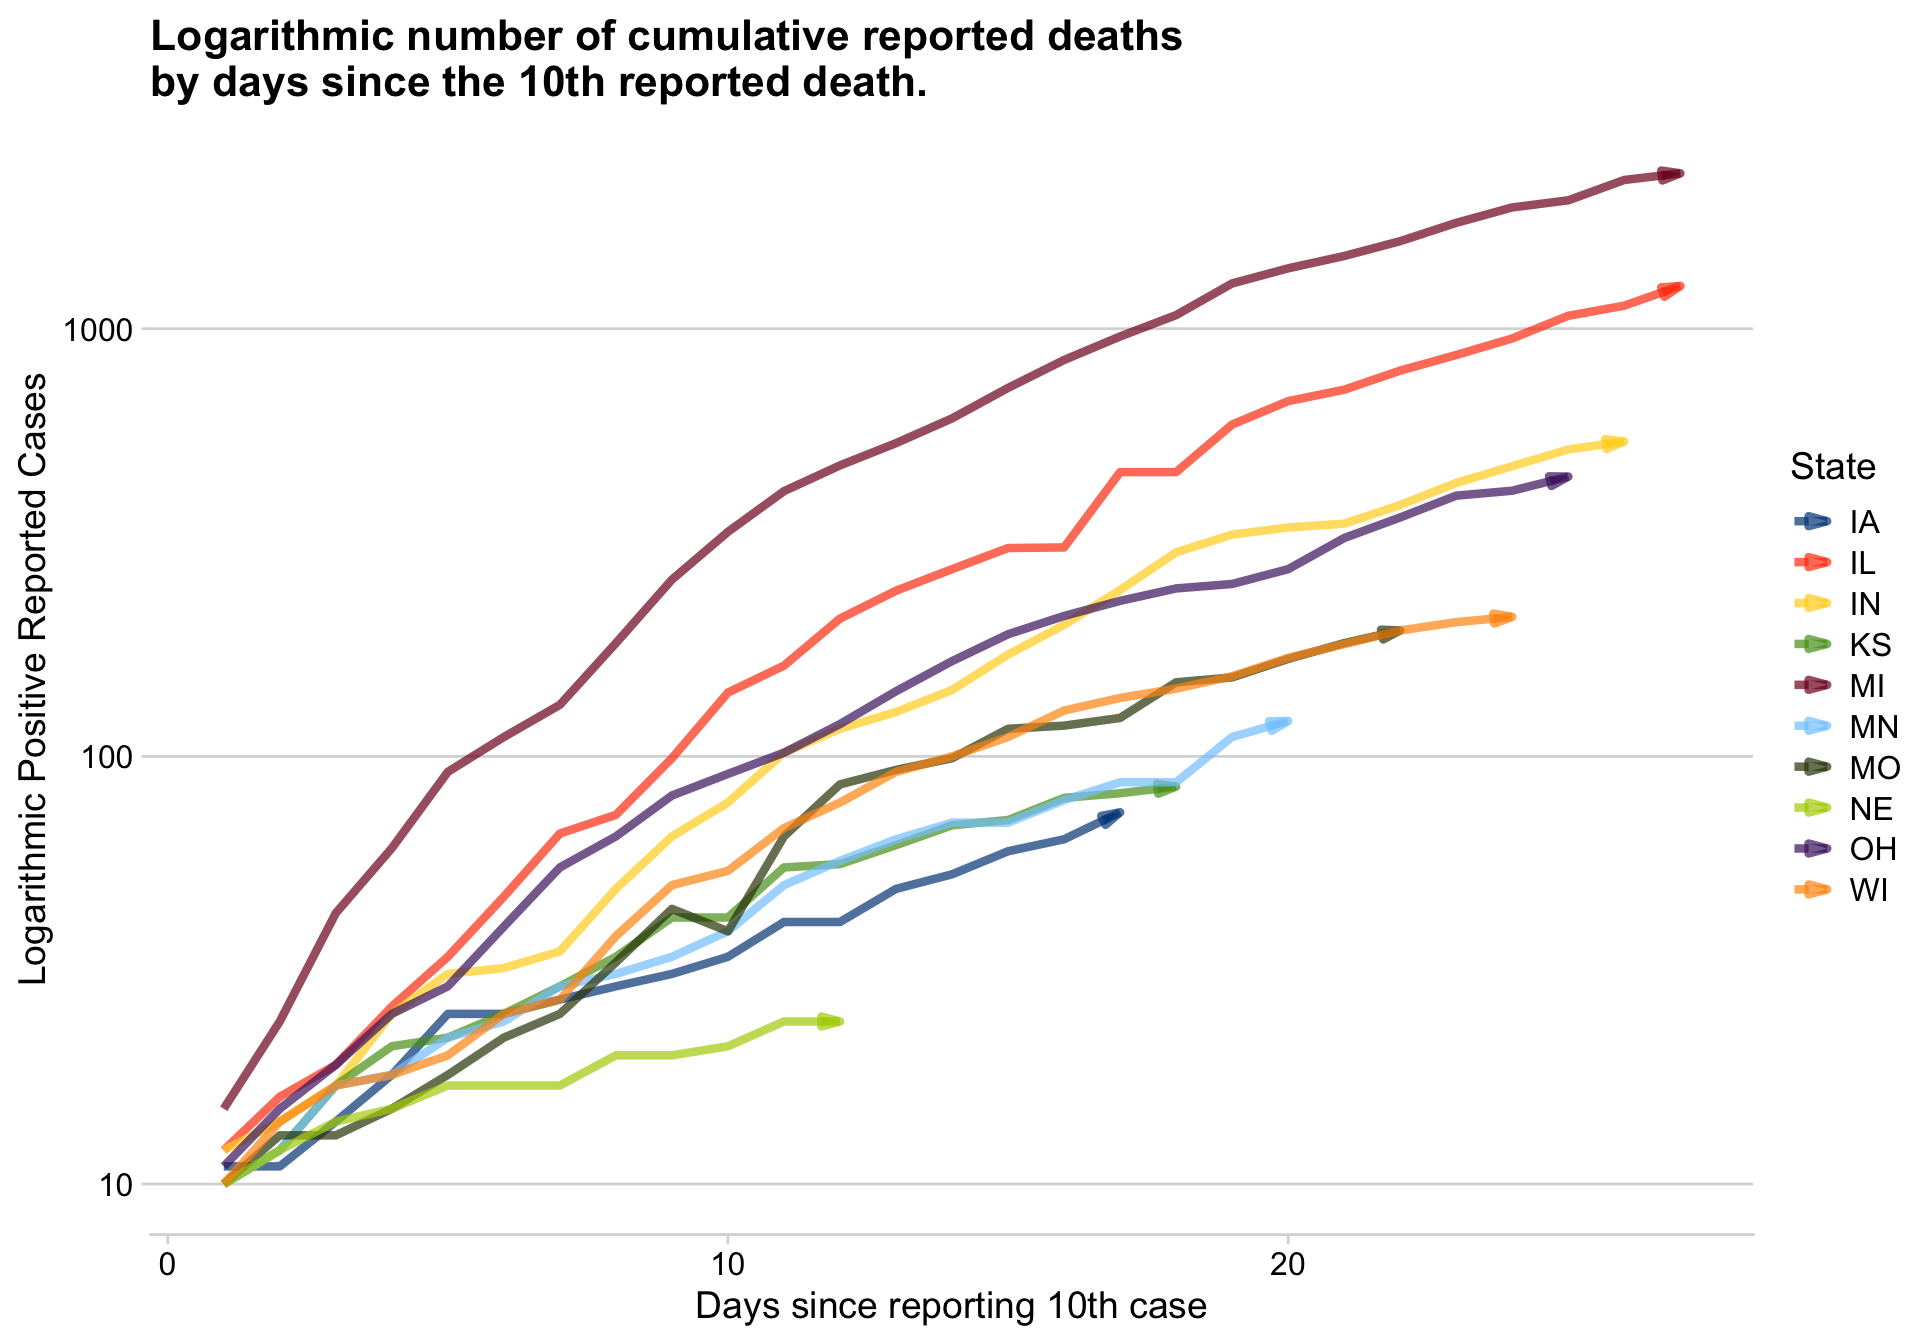 Logarithmic number of cumulative reported deaths
by days since the 10th reported death.
Logarithmic Positive Reported Cases
1000
100
10
0
10
20
Days since reporting 10th case
State
IA
IL
IN
KS
MI
MN
MO
NE
OH
WI